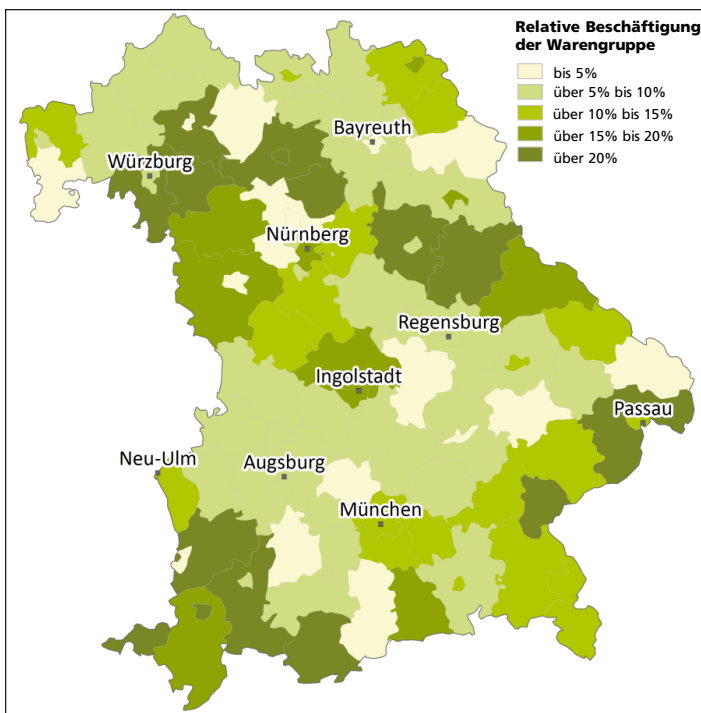 Relative Beschäftigung
der Warengruppe
bis 5%
über 5% bis 10%
über 10% bis 15%
über 15% bis 20%
über 20%
Bayreuth
Würzburg
Nürnberg
Regensburg
Ingolstadt
Passau
Neu-Ulm
Augsburg
München